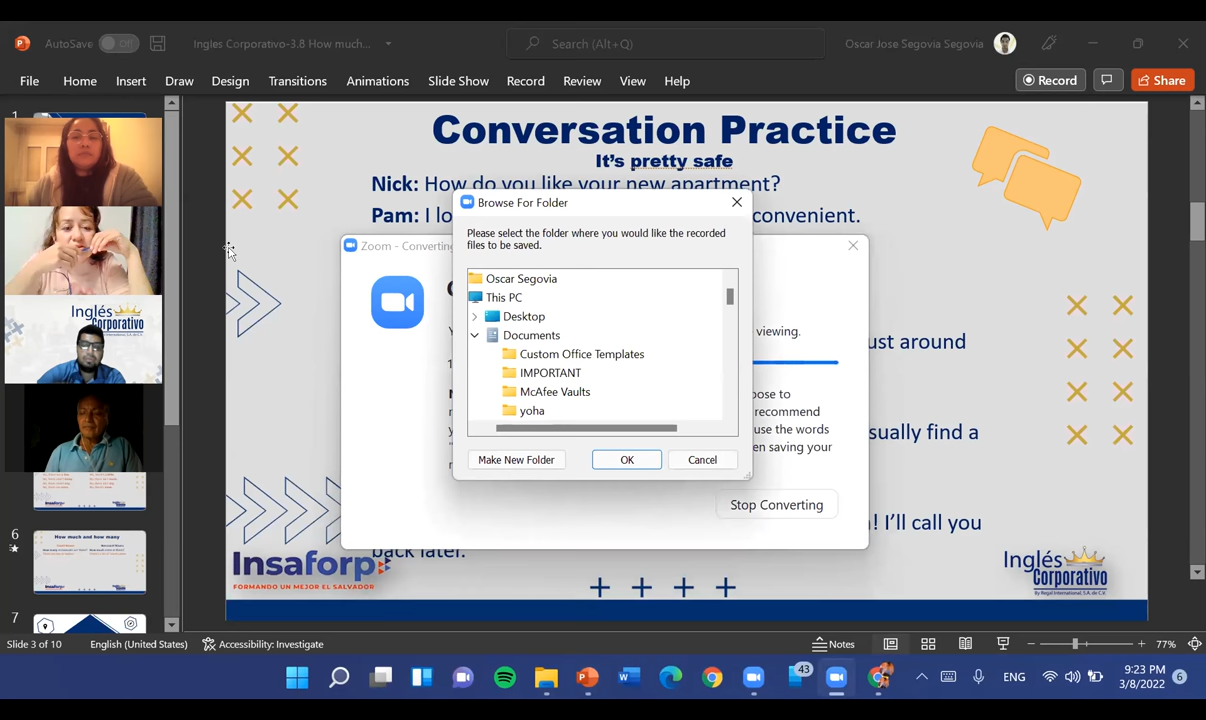 AutoSave Off Ingles Corporativo-3.8 How much... Search (Alt+Q) Oscar Jose Segovia Segovia
File Home Insert Draw Design Transitions Animations Slide Show Record Review View Help Record Share
1
Conversation Practice
It's pretty safe
Nick: How do you like your new apartment?
Pam: I lo
convenient.
Zoom - Converting
Browse For Folder
Please select the folder where you would like the recorded
files to be saved.
Oscar Segovia
This PC
Desktop
Documents
Custom Office Templates
IMPORTANT
McAfee Vaults
yoha
Make New Folder OK Cancel
viewing.
recommend
use the words
en saving your
Stop Converting
ust around
sually find a
! I'll call you
back later.
Inglés
Corporativo
6
How much and how many
7
Insaforp
FORMANDO UN MEJOR EL SALVADOR
Inglés
Corporativo
By Regal International, S.A. de C.V.
Slide 3 of 10 English (United States) Accessibility: Investigate Notes 77%
43
ENG
9:23 PM
3/8/2022
6